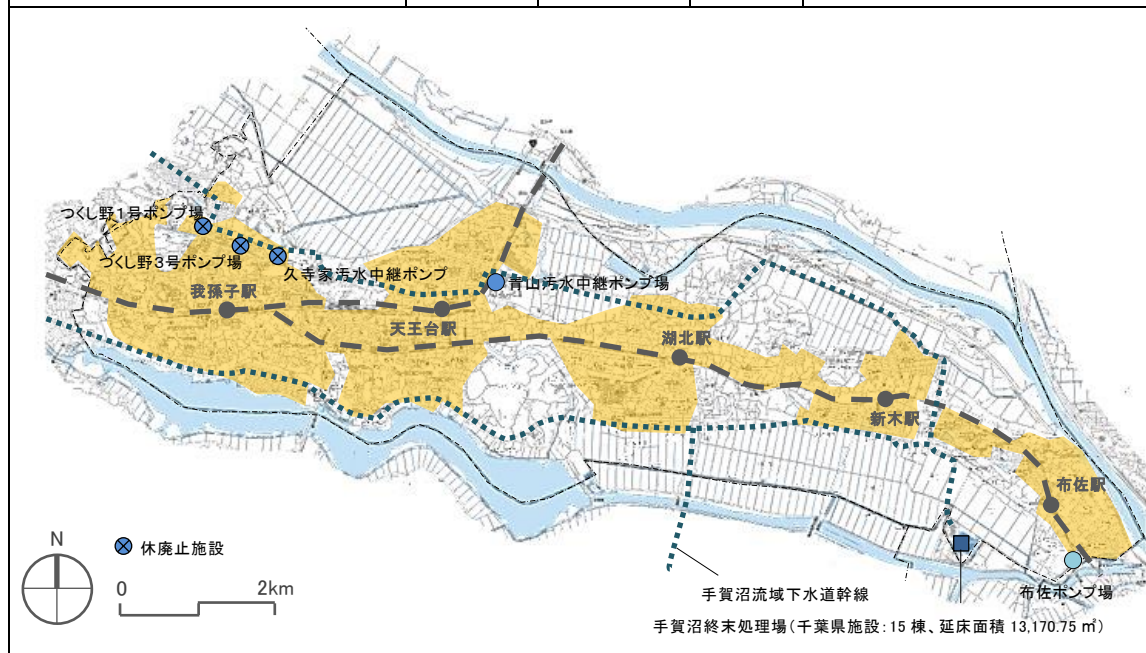 つくし野1号ポンプ場
つくし野3号ポンプ場
久寺家汚水中継ポンプ
青山汚水中継ポンプ場
我孫子駅
天王台駅
湖北駅
新木駅
布佐駅
布佐ポンプ場
N
休廃止施設
0 2km
手賀沼流域下水道幹線
手賀沼終末処理場(千葉県施設:15 棟、延床面積 13,170.75 ㎡)